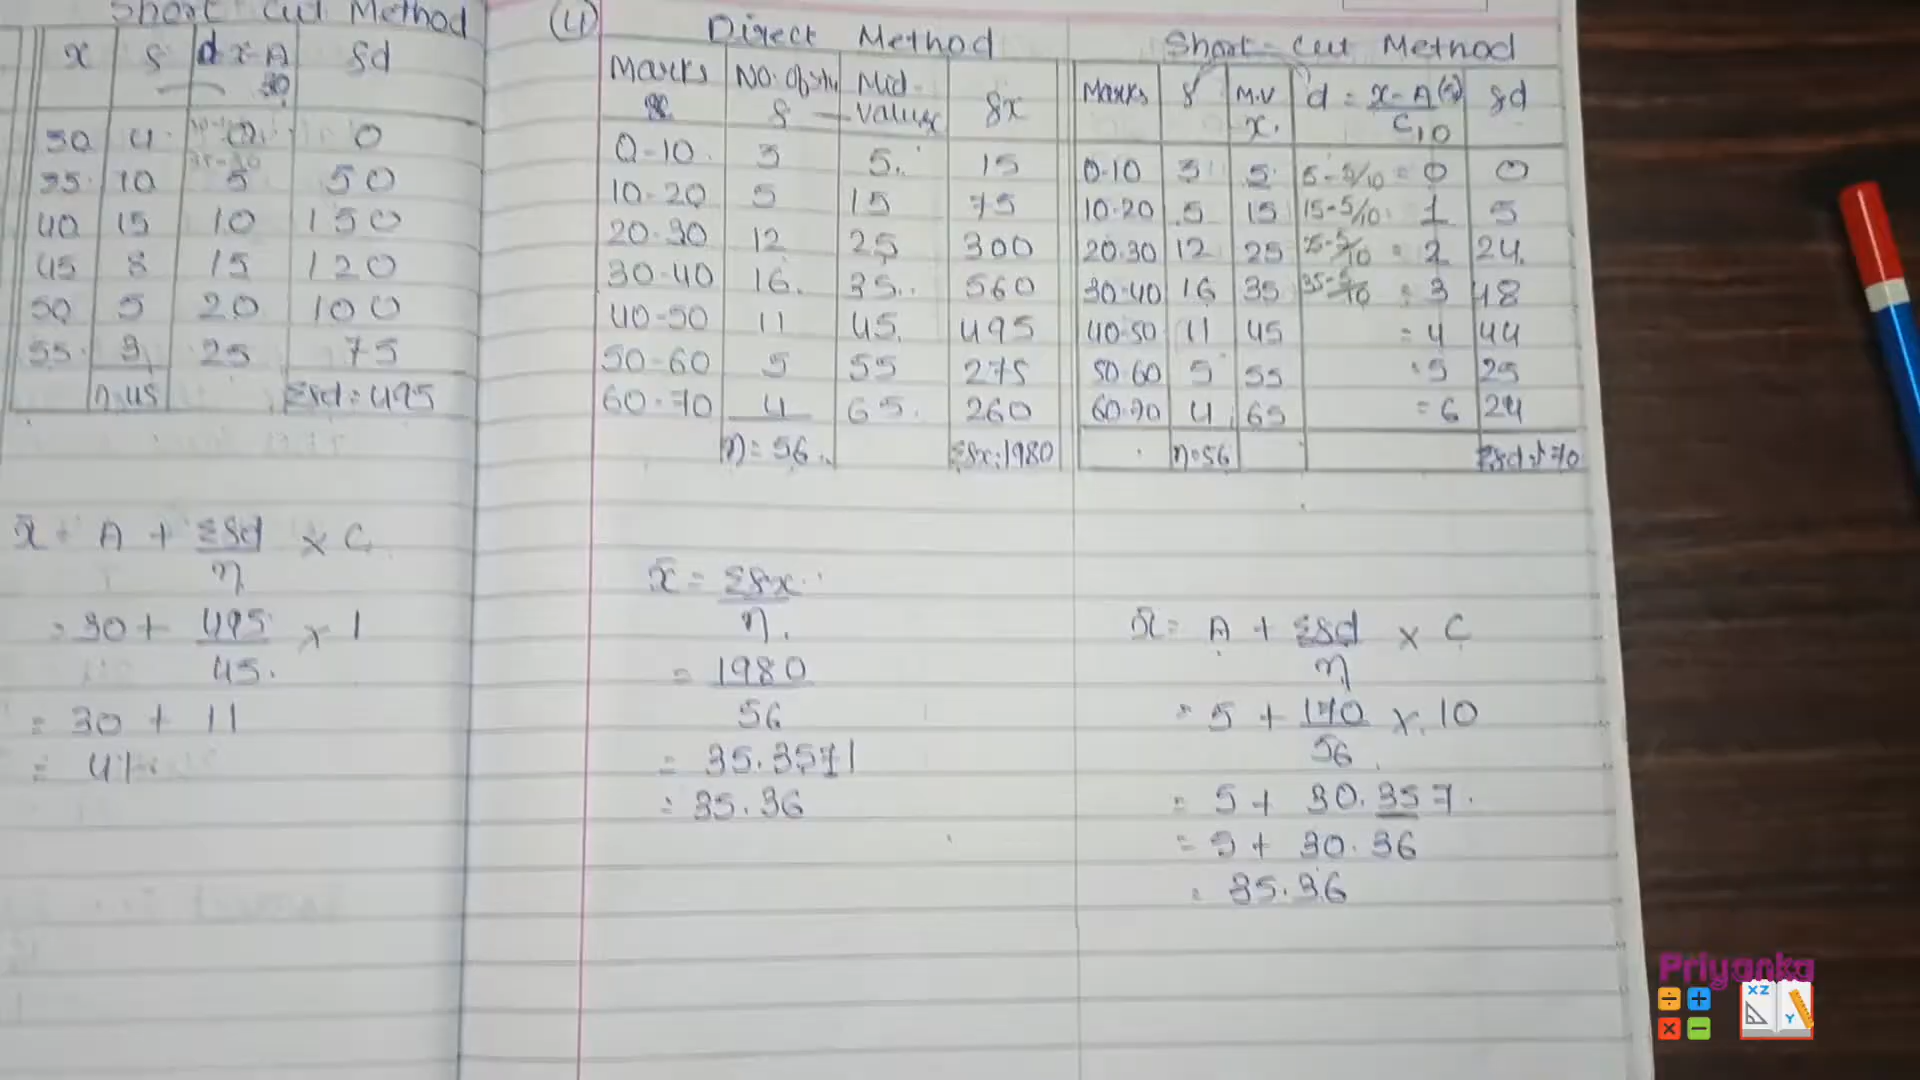 Short Cut Method
x f d x-A 30 fd
30 4 0 0
35 10 5 50
40 15 10 150
45 8 15 120
50 5 20 100
55 3 25 75
n=45 Σfd=495
x̄ = A + Σfd/n × C
= 30 + 495/45 × 1
= 30 + 11
= 41
(4) Direct Method
Marks x No. of stu f Mid value x fx
0-10 3 5 15
10-20 5 15 75
20-30 12 25 300
30-40 16 35 560
40-50 11 45 495
50-60 5 55 275
60-70 4 65 260
n=56 Σfx=1980
x̄ = Σfx/n
= 1980/56
= 35.3571
= 35.36
Short-cut Method
Marks f M.V x. d = x-A(5)/C,10 fd
0-10 3 5 5-5/10 = 0 0
10-20 5 15 15-5/10 1 5
20-30 12 25 25-5/10 = 2 24
30-40 16 35 35-5/10 = 3 48
40-50 11 45 = 4 44
50-60 5 55 = 5 25
60-70 4 65 = 6 24
n=56 Σfd=170
x̄ = A + Σfd/n × C
= 5 + 170/56 × 10
= 5 + 30.357
= 5 + 30.36
= 35.36
Priyanka
XZ
Y